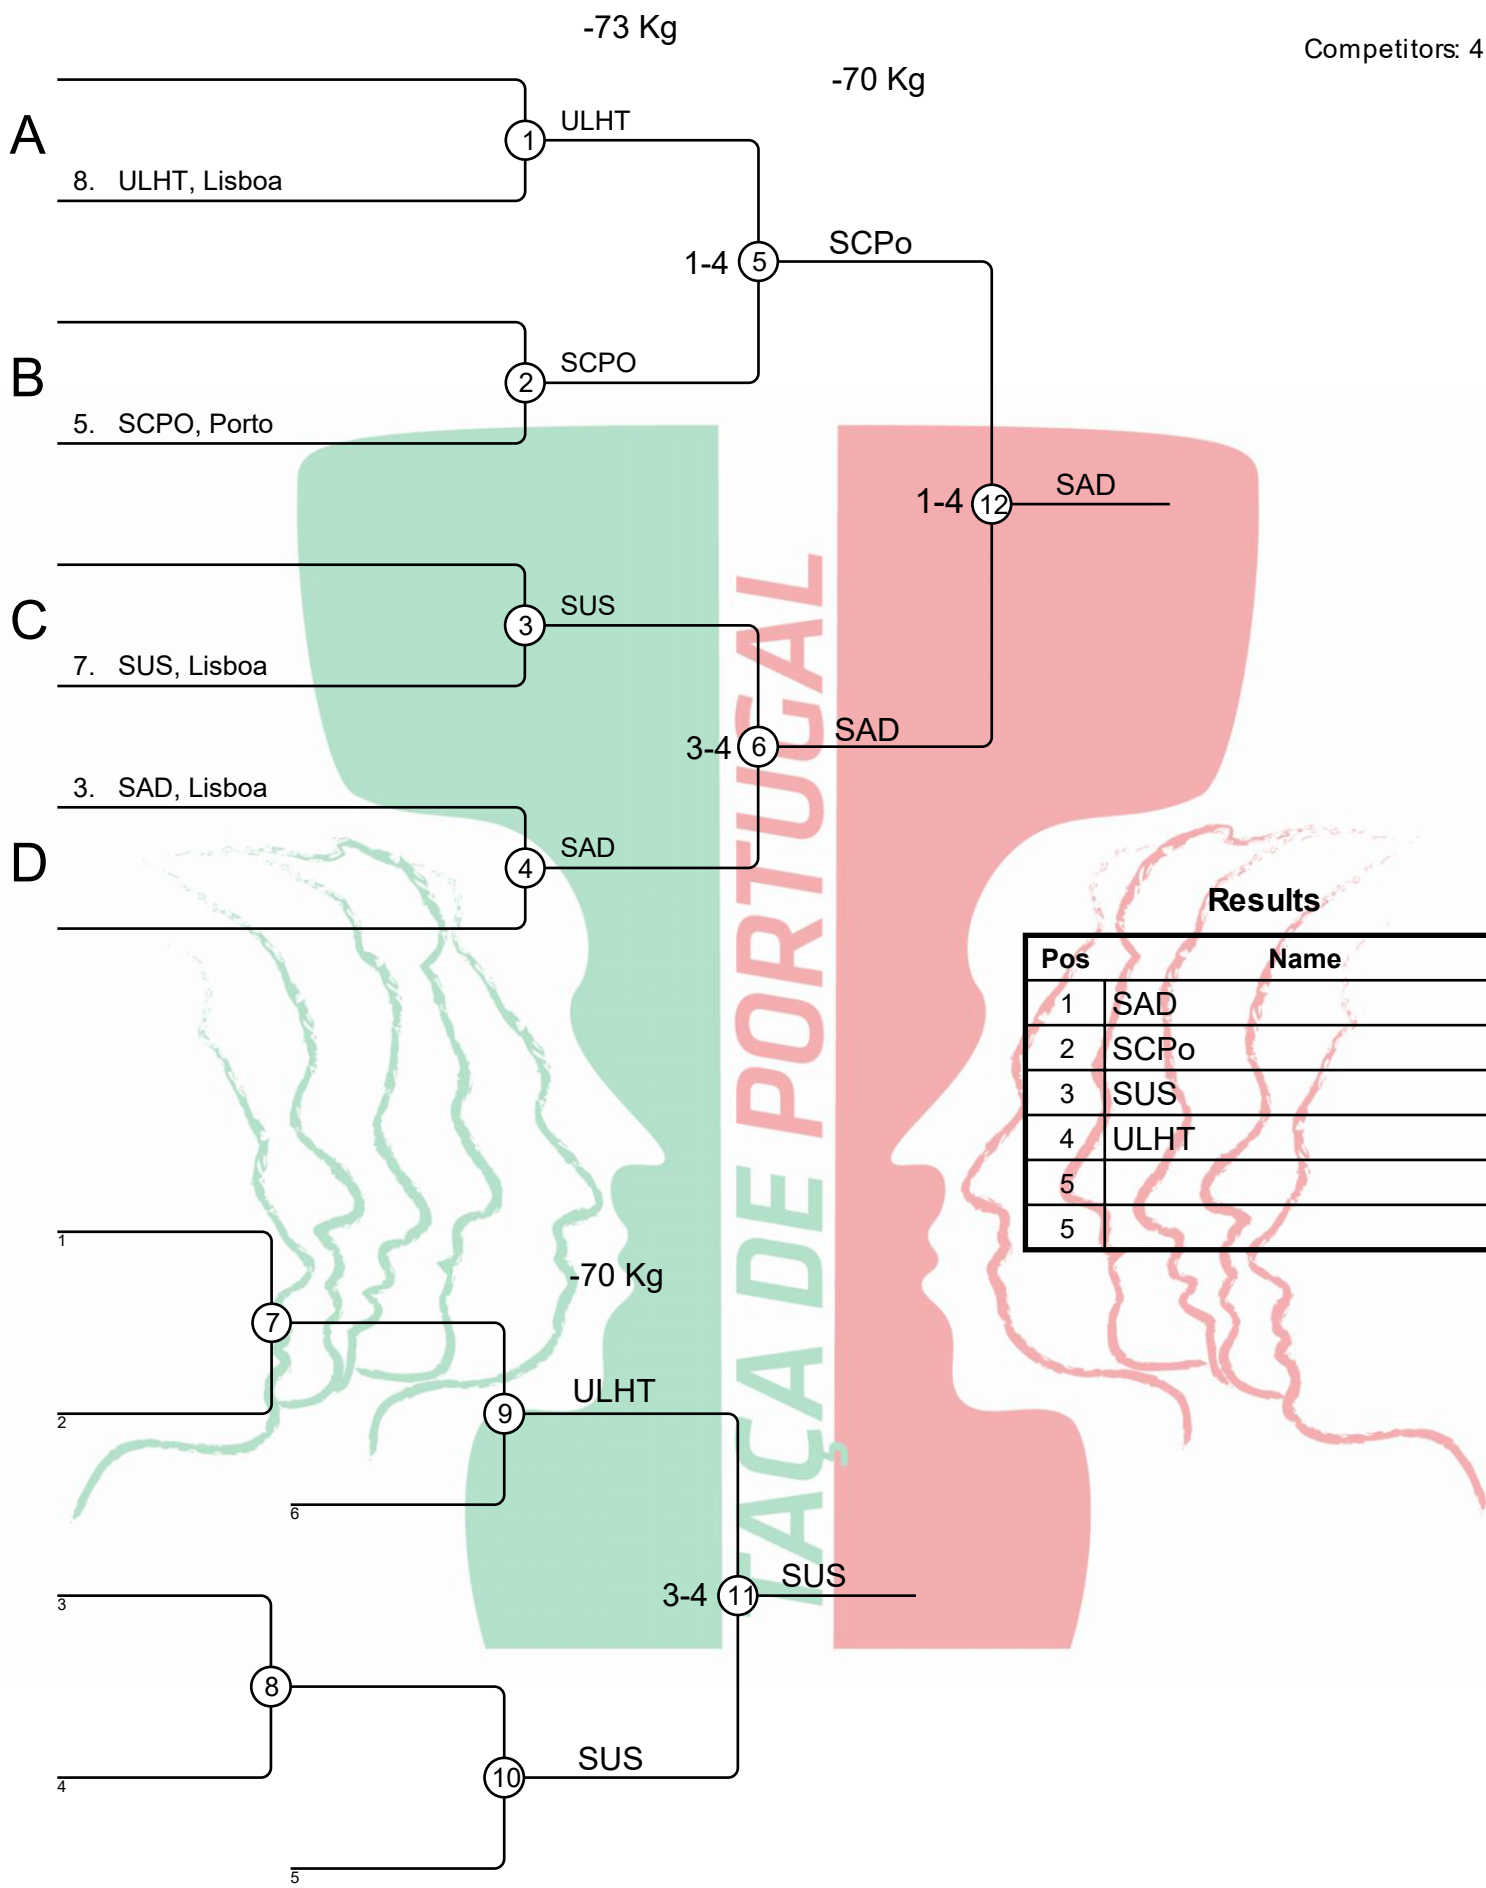 -73 Kg
Competitors: 4
-70 Kg
A
1
ULHT
8. ULHT, Lisboa
1-4
5
SCPo
B
2
SCPO
5. SCPO, Porto
1-4
12
SAD
C
3
SUS
7. SUS, Lisboa
3-4
6
SAD
3. SAD, Lisboa
D
4
SAD
TAÇA DE PORTUGAL
Results
Pos Name
1 SAD
2 SCPo
3 SUS
4 ULHT
5
5
1
-70 Kg
7
2
9
ULHT
6
3
3-4
11
SUS
8
4
10
SUS
5